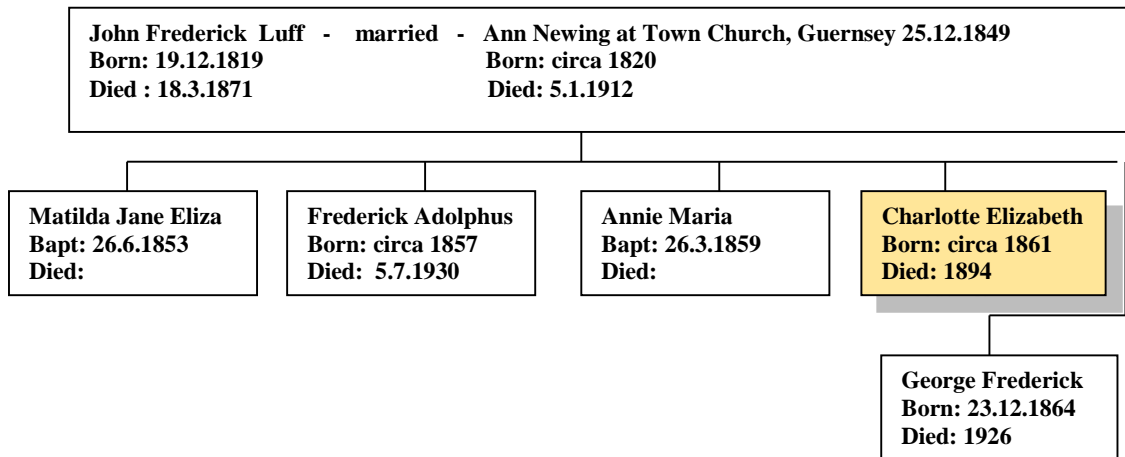 John Frederick Luff - married - Ann Newing at Town Church, Guernsey 25.12.1849
Born: 19.12.1819 Born: circa 1820
Died : 18.3.1871 Died: 5.1.1912
Matilda Jane Eliza
Bapt: 26.6.1853
Died:
Frederick Adolphus
Born: circa 1857
Died: 5.7.1930
Annie Maria
Bapt: 26.3.1859
Died:
Charlotte Elizabeth
Born: circa 1861
Died: 1894
George Frederick
Born: 23.12.1864
Died: 1926